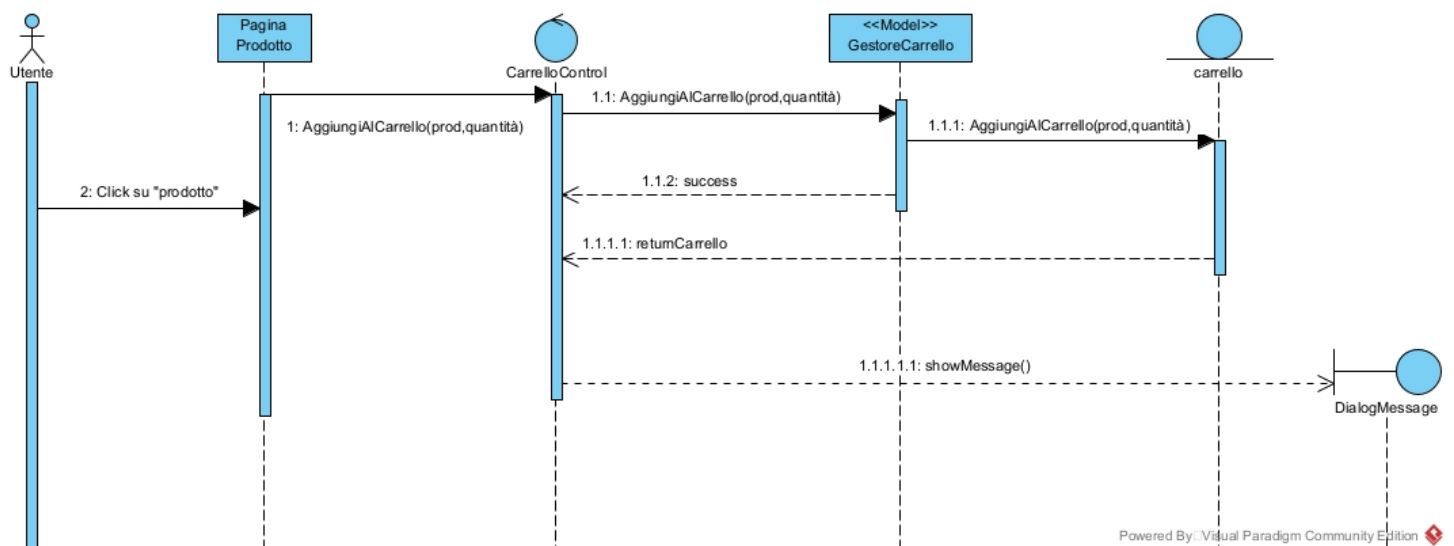 Utente
Pagina
Prodotto
CarrelloControl
<<Model>>
GestoreCarrello
carrello
1: AggiungiAlCarrello(prod,quantità)
1.1: AggiungiAlCarrello(prod,quantità)
1.1.1: AggiungiAlCarrello(prod,quantità)
1.1.2: success
2: Click su "prodotto"
1.1.1.1: returnCarrello
1.1.1.1.1: showMessage()
DialogMessage
Powered By Visual Paradigm Community Edition